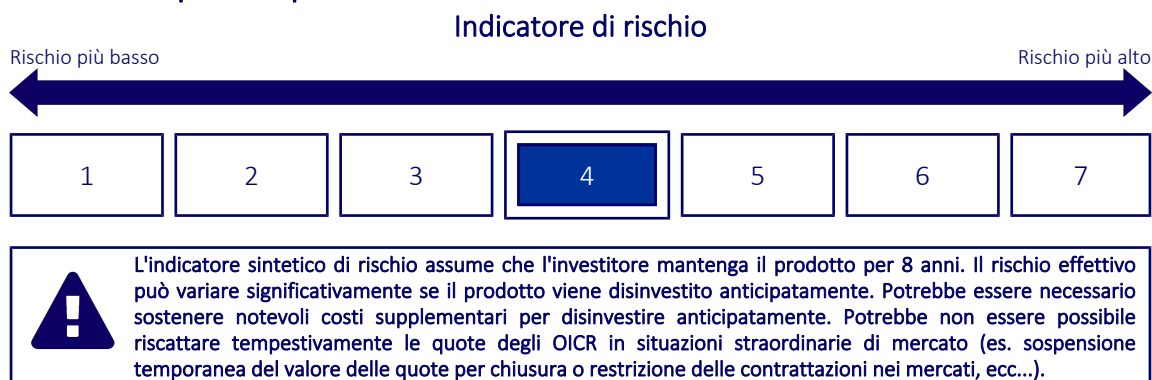 Indicatore di rischio
Rischio più basso
Rischio più alto
1
2
3
4
5
6
7
L'indicatore sintetico di rischio assume che l'investitore mantenga il prodotto per 8 anni. Il rischio effettivo
può variare significativamente se il prodotto viene disinvestito anticipatamente. Potrebbe essere necessario
sostenere notevoli costi supplementari per disinvestire anticipatamente. Potrebbe non essere possibile
riscattare tempestivamente le quote degli OICR in situazioni straordinarie di mercato (es. sospensione
temporanea del valore delle quote per chiusura o restrizione delle contrattazioni nei mercati, ecc...).